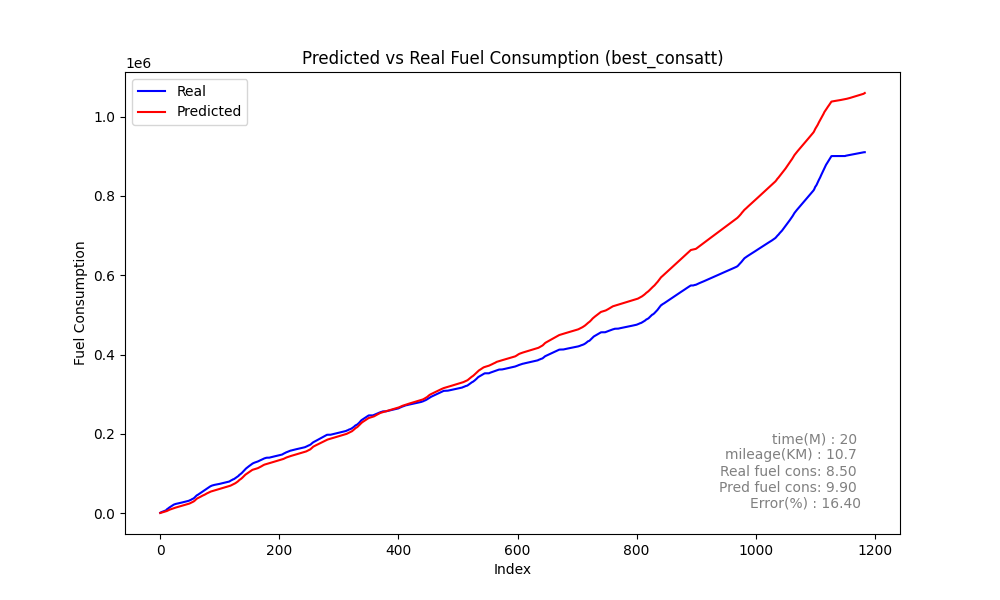 Predicted vs Real Fuel Consumption (best_consatt)
1e6
Real
Predicted
1.0
0.8
0.6
0.4
0.2
0.0
Fuel Consumption
time(M) : 20
mileage(KM) : 10.7
Real fuel cons: 8.50
Pred fuel cons: 9.90
Error(%) : 16.40
0 200 400 600 800 1000 1200
Index